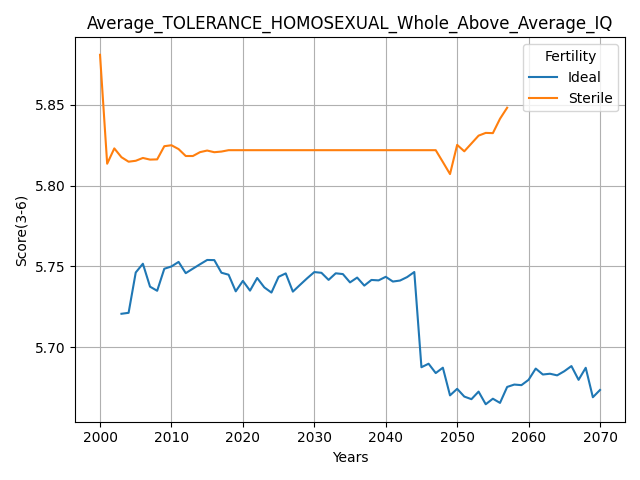 Average_TOLERANCE_HOMOSEXUAL_Whole_Above_Average_IQ
Fertility
Ideal
Sterile
Score(3-6)
5.85
5.80
5.75
5.70
2000 2010 2020 2030 2040 2050 2060 2070
Years